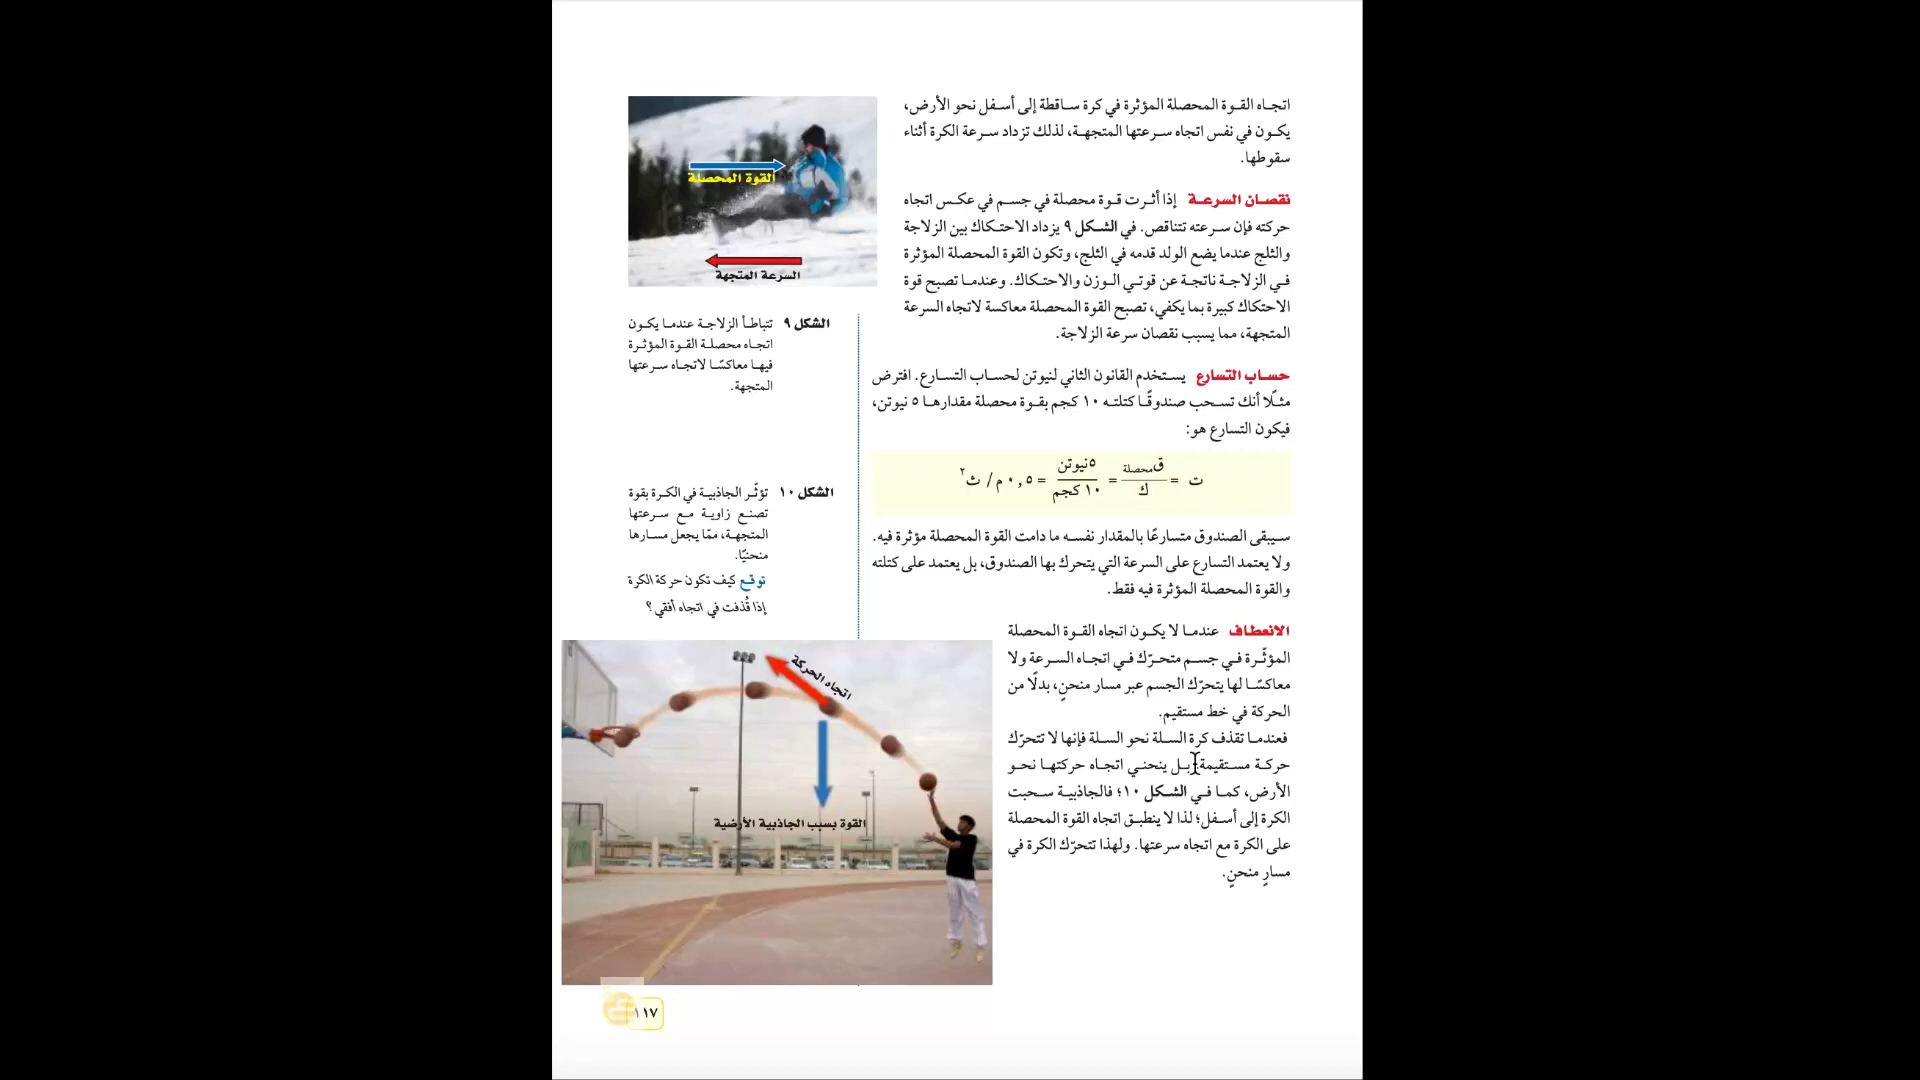 اتجاه القوة المحصلة المؤثرة في كرة ساقطة إلى أسفل نحو الأرض،
يكون في نفس اتجاه سرعتها المتجهة، لذلك تزداد سرعة الكرة أثناء
سقوطها.
نقصان السرعة إذا أثرت قوة محصلة في جسم في عكس اتجاه
حركته فإن سرعته تتناقص. في الشكل ٩ يزداد الاحتكاك بين الزلاجة
والثلج عندما يضع الولد قدمه في الثلج، وتكون القوة المحصلة المؤثرة
في الزلاجة ناتجة عن قوتي الوزن والاحتكاك. وعندما تصبح قوة
الاحتكاك كبيرة بما يكفي، تصبح القوة المحصلة معاكسة لاتجاه السرعة
المتجهة، مما يسبب نقصان سرعة الزلاجة.
حساب التسارع يستخدم القانون الثاني لنيوتن لحساب التسارع. افترض
مثلًا أنك تسحب صندوقًا كتلته ١٠ كجم بقوة محصلة مقدارها ٥ نيوتن،
فيكون التسارع هو:
ت = ق محصلة / ك = ٥ نيوتن / ١٠ كجم = ٠,٥ م/ ث٢
سيبقى الصندوق متسارعًا بالمقدار نفسه ما دامت القوة المحصلة مؤثرة فيه.
ولا يعتمد التسارع على السرعة التي يتحرك بها الصندوق، بل يعتمد على كتلته
والقوة المحصلة المؤثرة فيه فقط.
الانعطاف عندما لا يكون اتجاه القوة المحصلة
المؤثّرة في جسم متحرّك في اتجاه السرعة ولا
معاكسًا لها يتحرّك الجسم عبر مسار منحنٍ، بدلًا من
الحركة في خط مستقيم.
فعندما تقذف كرة السلة نحو السلة فإنها لا تتحرّك
حركة مستقيمة، بل ينحني اتجاه حركتها نحو
الأرض، كما في الشكل ١٠؛ فالجاذبية سحبت
الكرة إلى أسفل؛ لذا لا ينطبق اتجاه القوة المحصلة
على الكرة مع اتجاه سرعتها. ولهذا تتحرّك الكرة في
مسارٍ منحنٍ.
القوة المحصلة
السرعة المتجهة
الشكل ٩ تتباطأ الزلاجة عندما يكون
اتجاه محصلة القوة المؤثرة
فيها معاكسًا لاتجاه سرعتها
المتجهة.
الشكل ١٠ تؤثّر الجاذبية في الكرة بقوة
تصنع زاوية مع سرعتها
المتجهة، ممّا يجعل مسارها
منحنيًا.
توقع كيف تكون حركة الكرة
إذا قُذفت في اتجاه أفقي؟
اتجاه الحركة
القوة بسبب الجاذبية الأرضية
١١٧